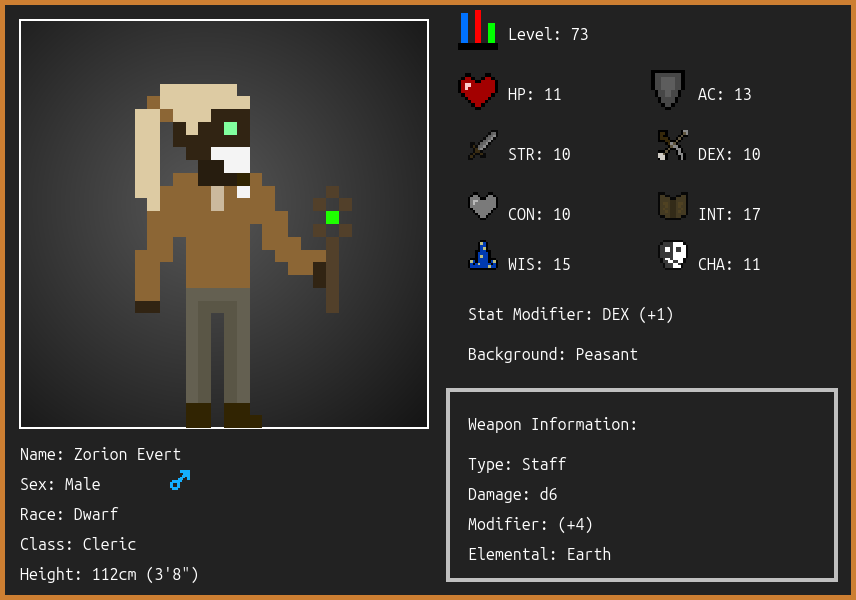 Level: 73
HP: 11 AC: 13
STR: 10 DEX: 10
CON: 10 INT: 17
WIS: 15 CHA: 11
Stat Modifier: DEX (+1)
Background: Peasant
Weapon Information:
Type: Staff
Damage: d6
Modifier: (+4)
Elemental: Earth
Name: Zorion Evert
Sex: Male
Race: Dwarf
Class: Cleric
Height: 112cm (3'8")